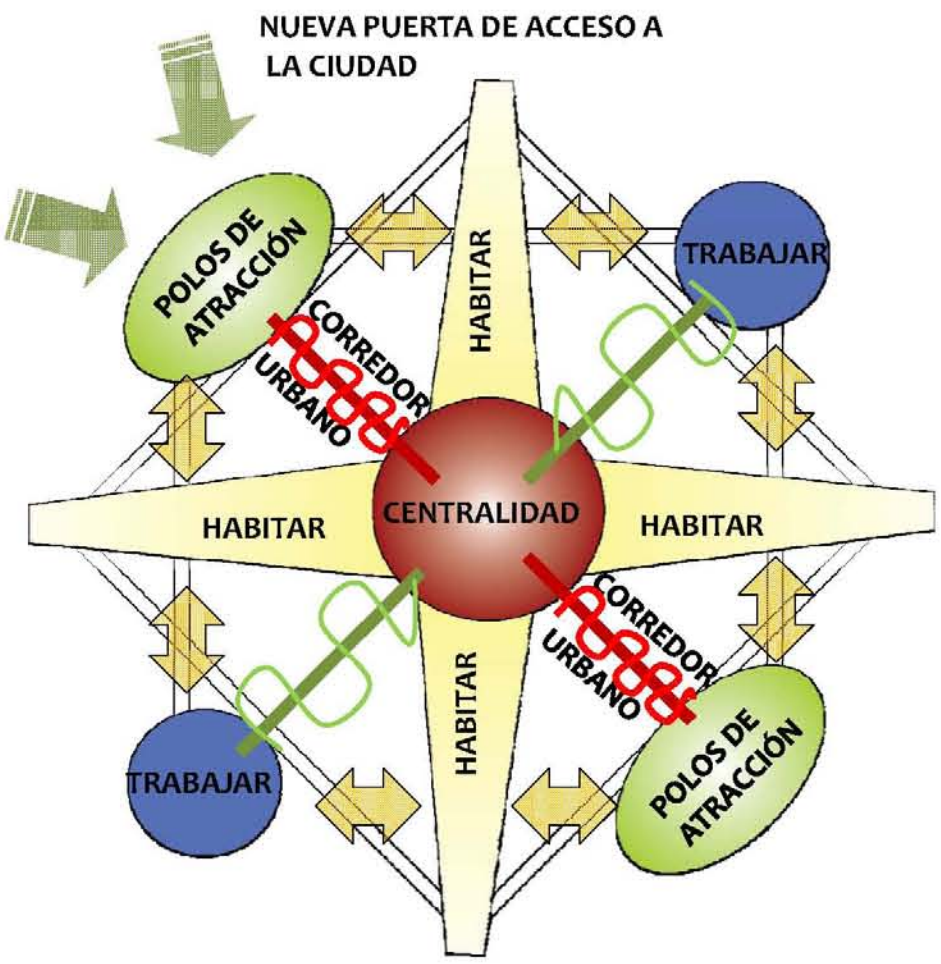 NUEVA PUERTA DE ACCESO A
LA CIUDAD
POLOS DE
ATRACCIÓN
TRABAJAR
HABITAR
CORREDOR
URBANO
HABITAR
CENTRALIDAD
HABITAR
CORREDOR
URBANO
HABITAR
TRABAJAR
POLOS DE
ATRACCIÓN